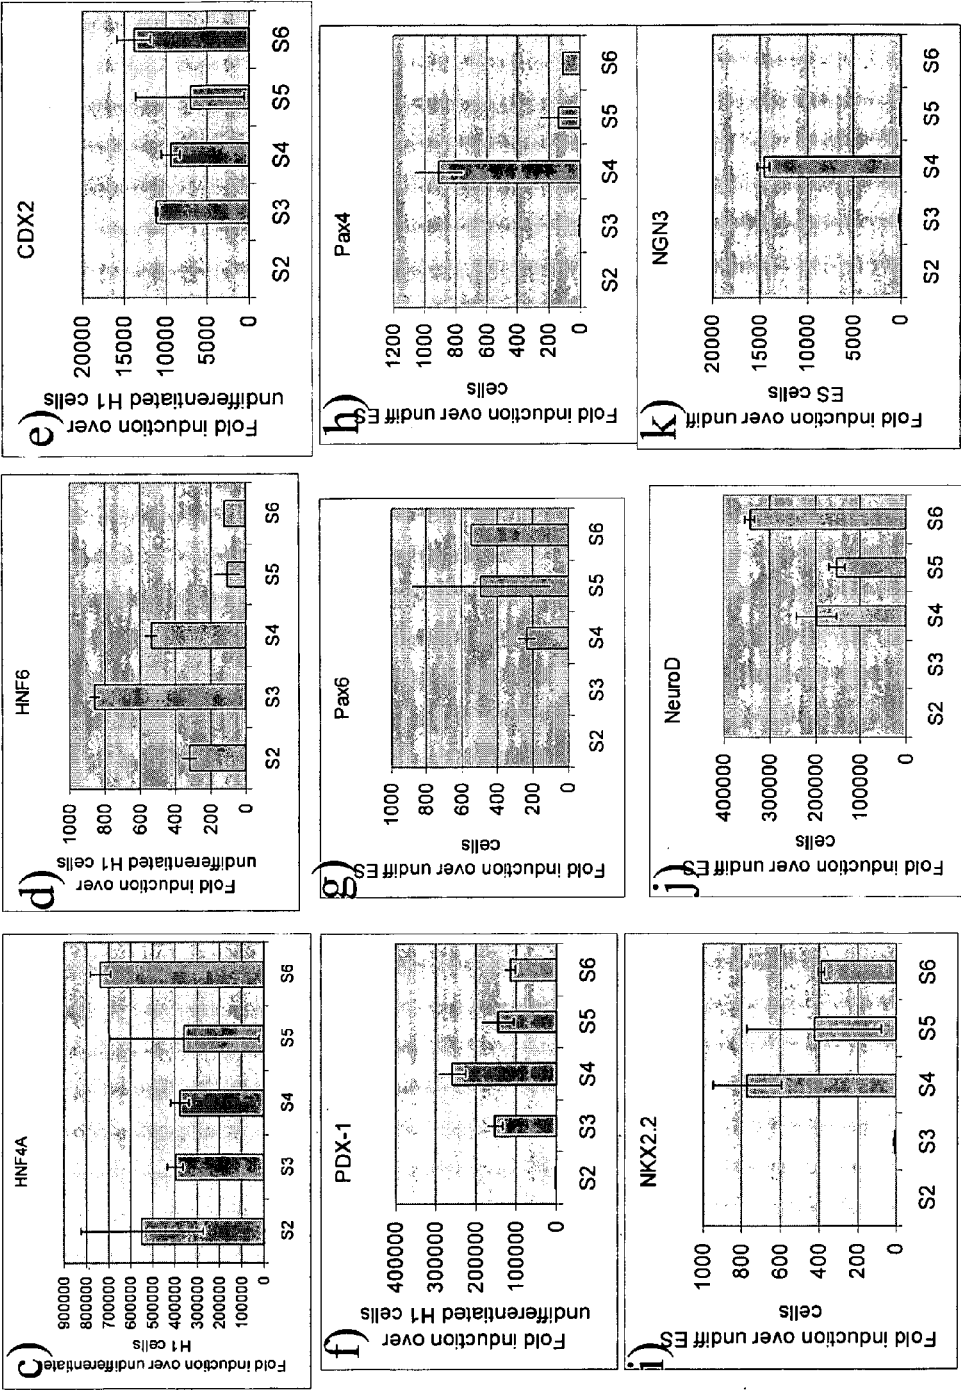 c)
HNF4A
Fold induction over undifferentiate
H1 cells
900000
800000
700000
600000
500000
400000
300000
200000
100000
0
S2 S3 S4 S5 S6
d)
HNF6
Fold induction over
undifferentiated H1 cells
1000
800
600
400
200
0
S2 S3 S4 S5 S6
e)
CDX2
Fold induction over
undifferentiated H1 cells
20000
15000
10000
5000
0
S2 S3 S4 S5 S6
f)
PDX-1
Fold induction over
undifferentiated H1 cells
400000
300000
200000
100000
0
S2 S3 S4 S5 S6
g)
Pax6
Fold induction over undiff ES
cells
1000
800
600
400
200
0
S2 S3 S4 S5 S6
h)
Pax4
Fold induction over undiff ES
cells
1200
1000
800
600
400
200
0
S2 S3 S4 S5 S6
i)
NKX2.2
Fold induction over undiff ES
cells
1000
800
600
400
200
0
S2 S3 S4 S5 S6
j)
NeuroD
Fold induction over undiff ES
cells
400000
300000
200000
100000
0
S2 S3 S4 S5 S6
k)
NGN3
Fold induction over undiff
ES cells
20000
15000
10000
5000
0
S2 S3 S4 S5 S6